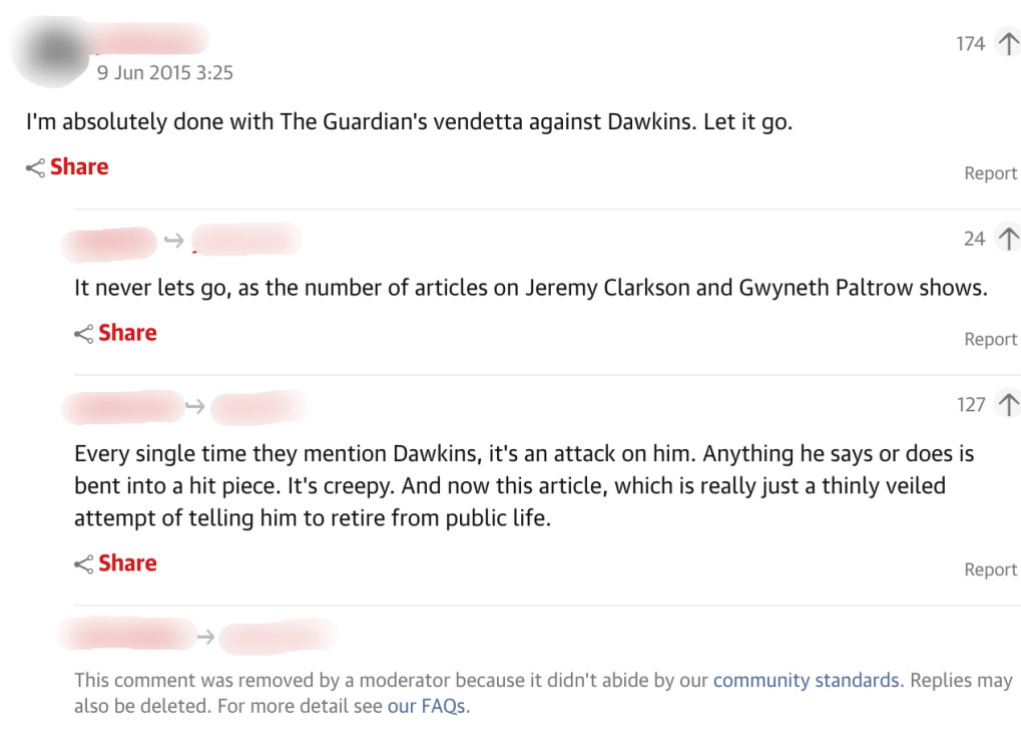 174
9 Jun 2015 3:25
I'm absolutely done with The Guardian's vendetta against Dawkins. Let it go.
Share
Report
24
It never lets go, as the number of articles on Jeremy Clarkson and Gwyneth Paltrow shows.
Share
Report
127
Every single time they mention Dawkins, it's an attack on him. Anything he says or does is
bent into a hit piece. It's creepy. And now this article, which is really just a thinly veiled
attempt of telling him to retire from public life.
Share
Report
This comment was removed by a moderator because it didn't abide by our community standards. Replies may
also be deleted. For more detail see our FAQs.